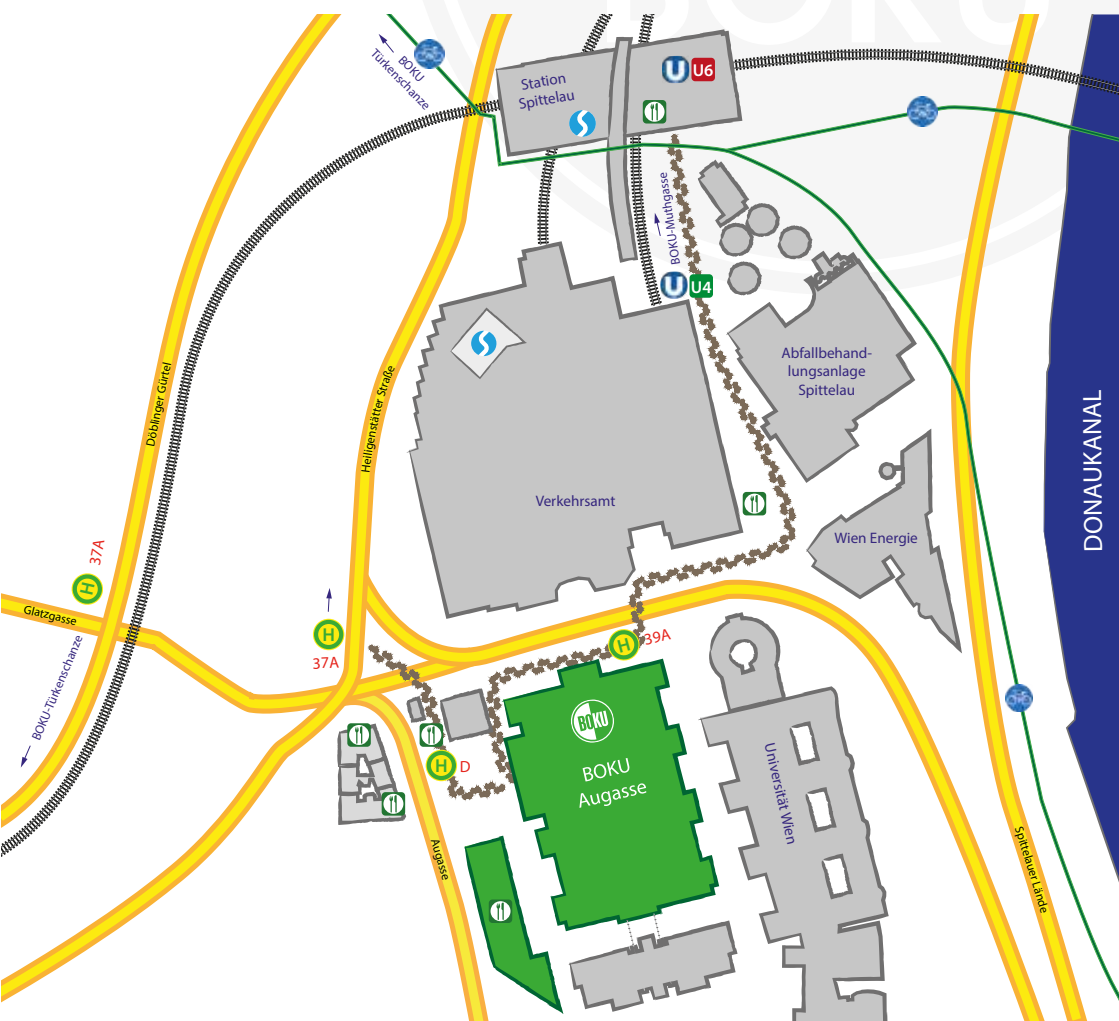 BOKU
BOKU
Türkenschanze
Station
Spittelau
U
U6
BOKU-Muthgasse
U
U4
Abfallbehand-
lungsanlage
Spittelau
Döblinger Gürtel
Heiligenstätter Straße
DONAUKANAL
Verkehrsamt
Wien Energie
37A
H
Glatzgasse
BOKU-Türkenschanze
H
37A
H
39A
BOKU
BOKU
Augasse
H
D
Universität Wien
Augasse
Spittelauer Lände